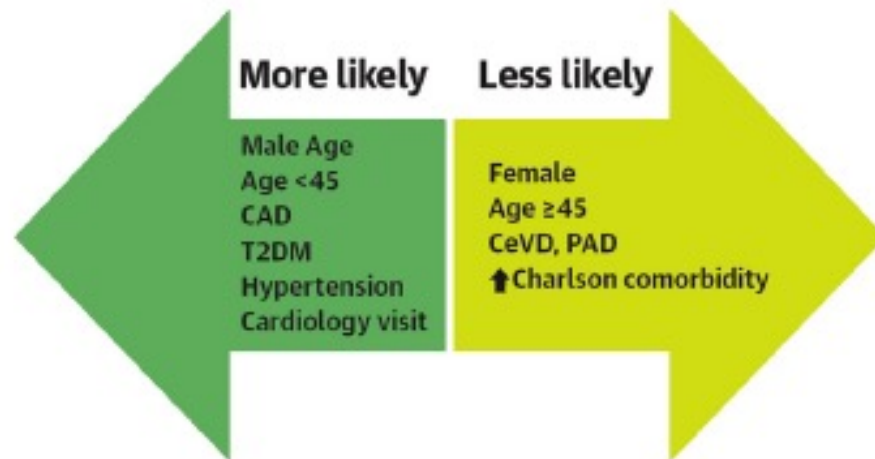 More likely
Male Age
Age <45
CAD
T2DM
Hypertension
Cardiology visit
Less likely
Female
Age ≥45
CeVD, PAD
⬆Charlson comorbidity